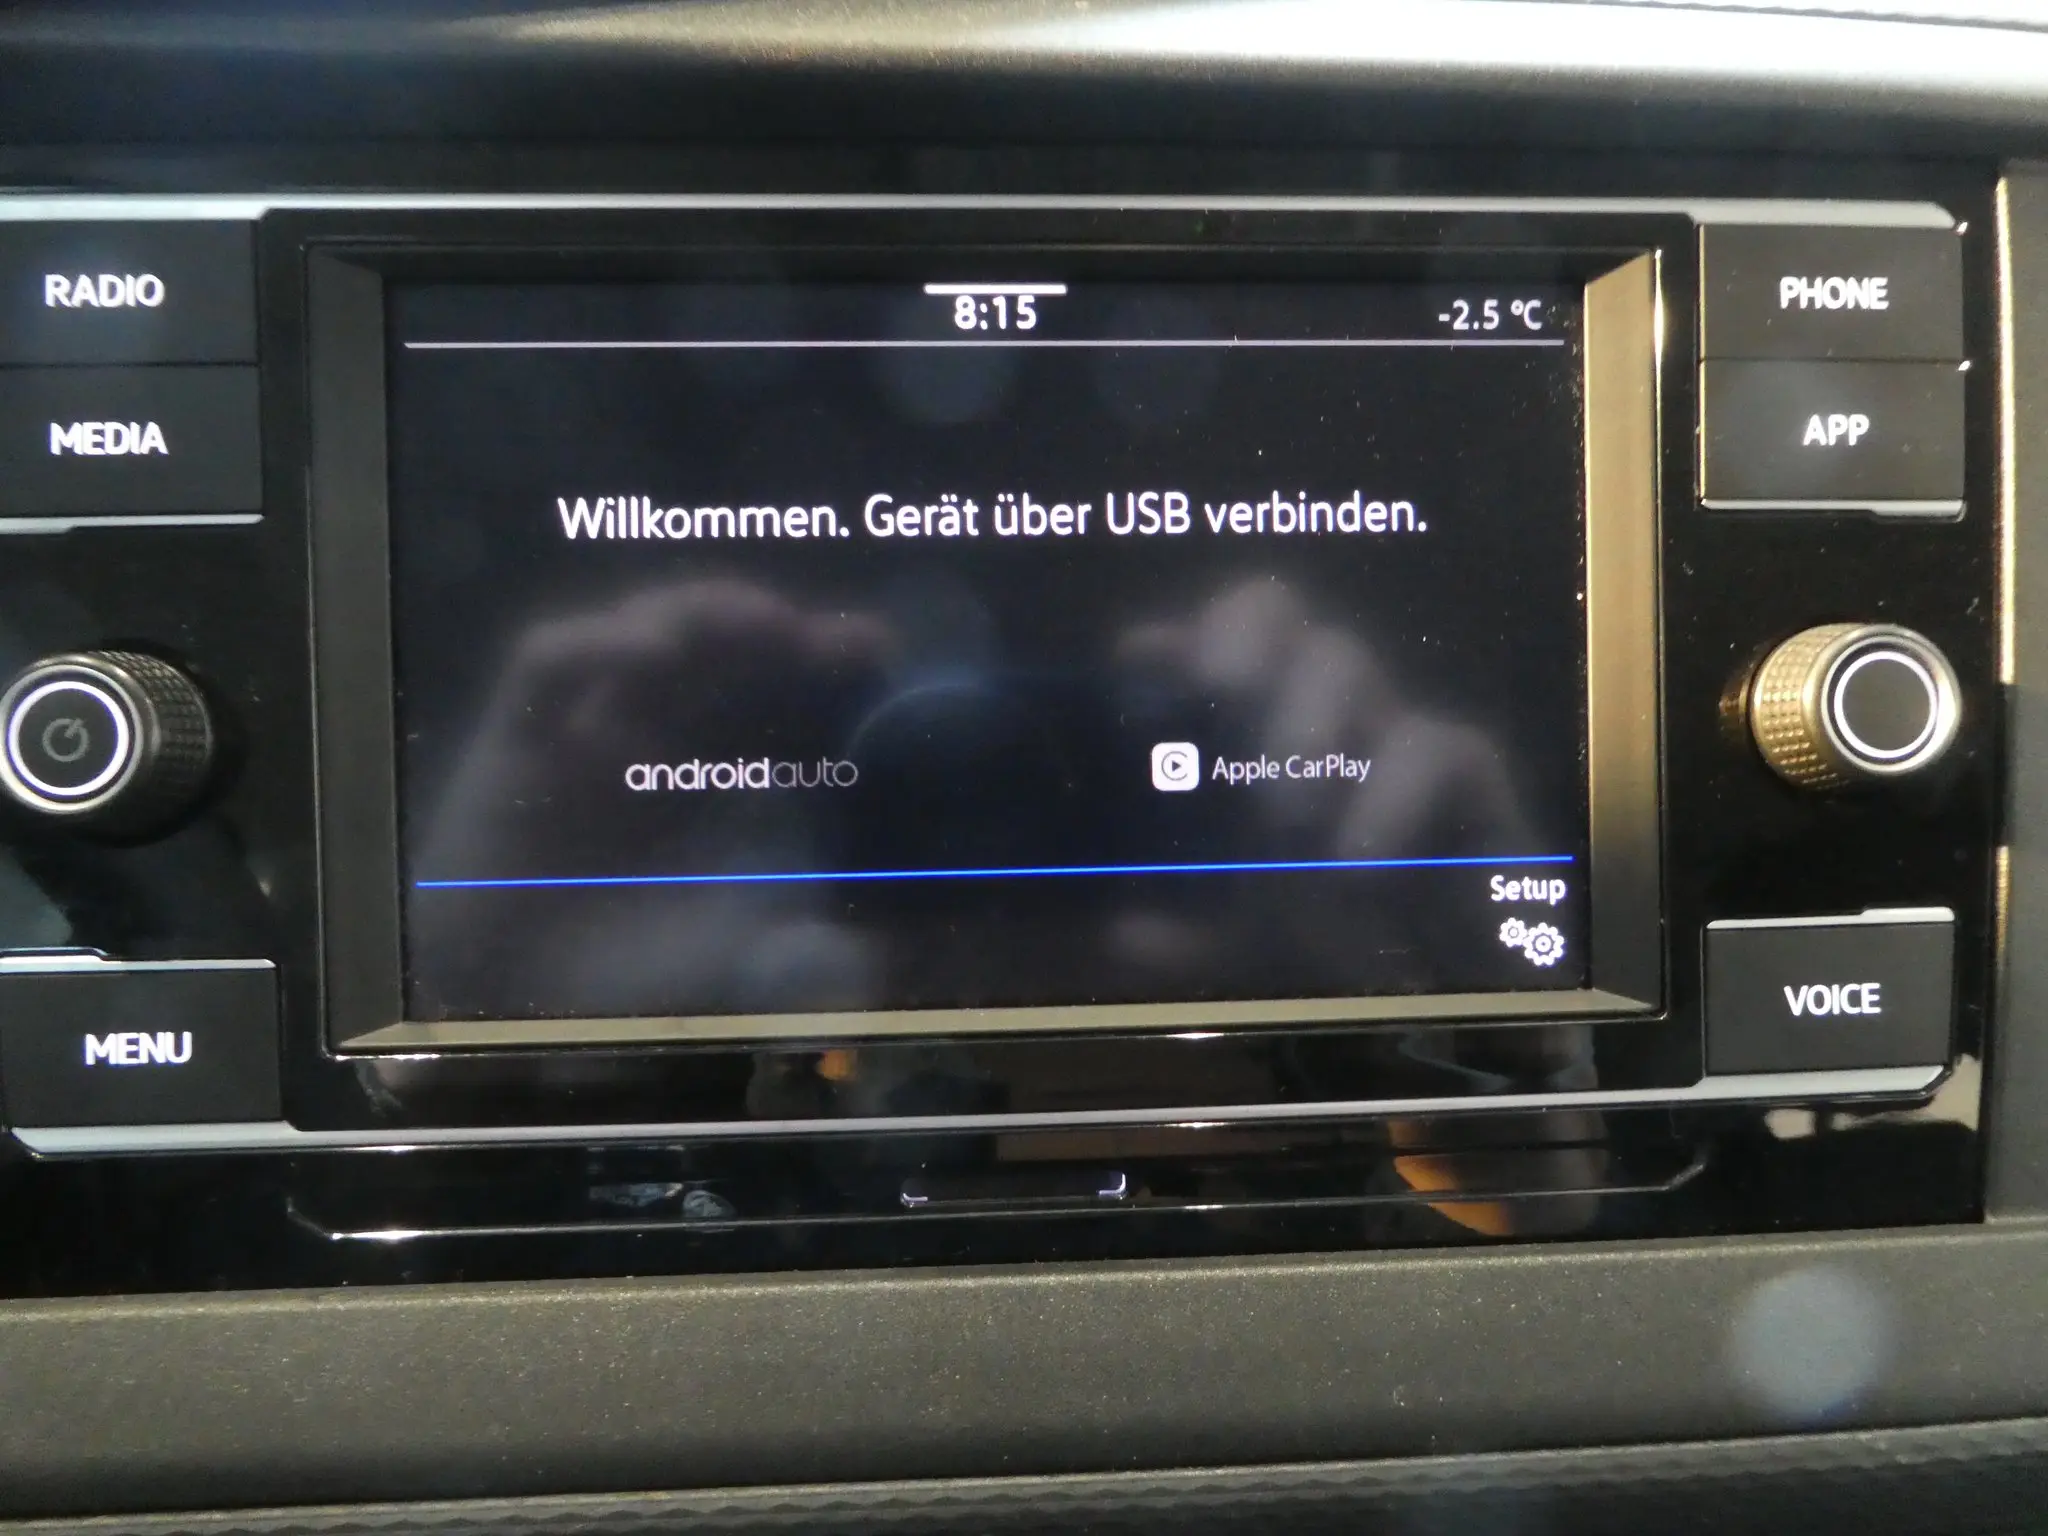 8:15
-2.5 °C
RADIO
MEDIA
MENU
Willkommen. Gerät über USB verbinden.
androidauto
Apple CarPlay
Setup
PHONE
APP
VOICE